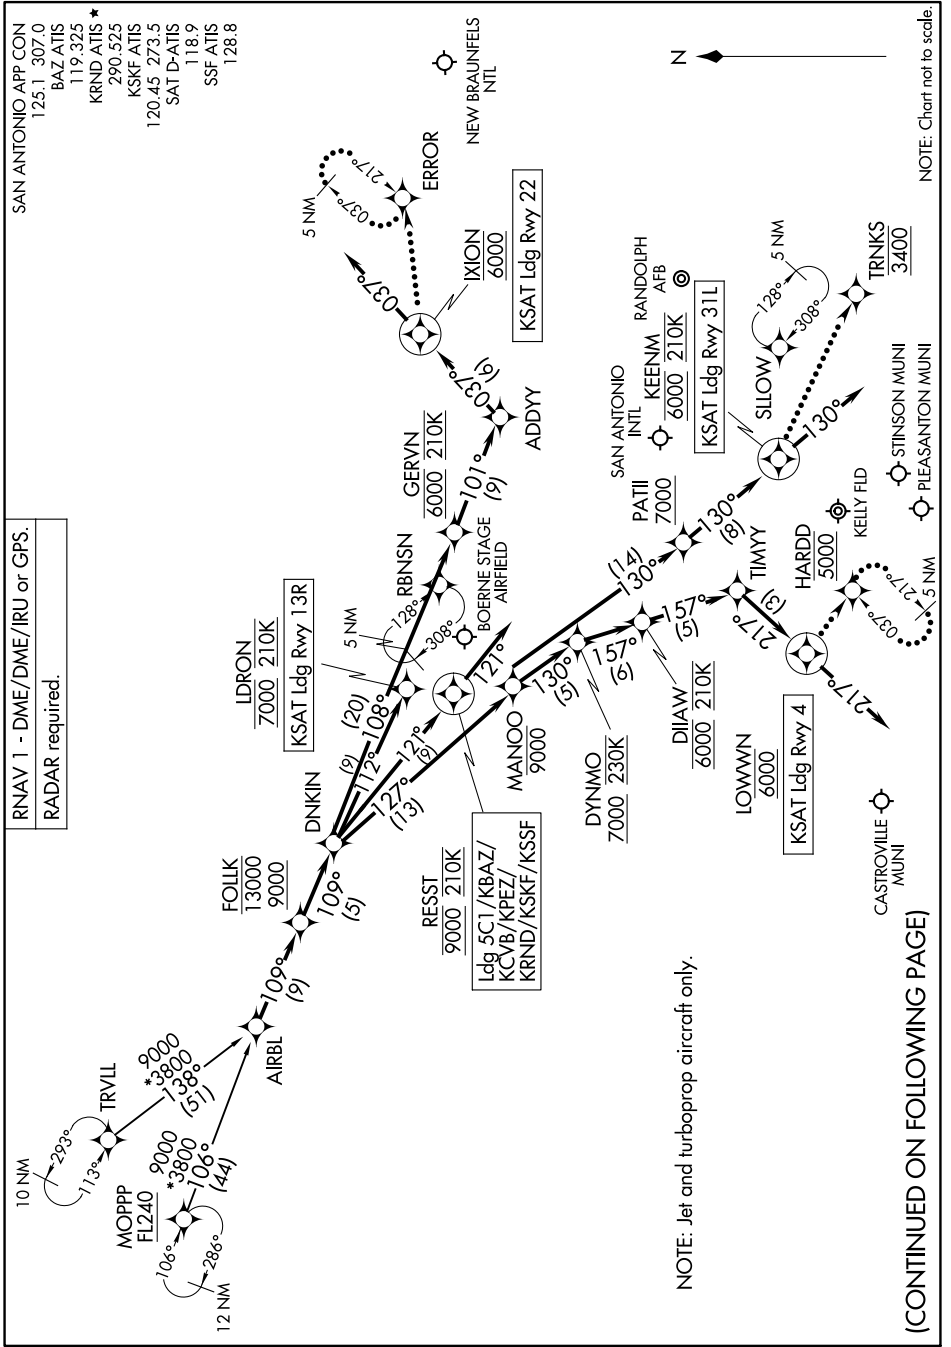 RNAV 1 - DME/DME/IRU or GPS.
RADAR required.
SAN ANTONIO APP CON
125.1 307.0
BAZ ATIS
119.325
KRND ATIS ★
290.525
KSKF ATIS
120.45 273.5
SAT D-ATIS
118.9
SSF ATIS
128.8
10 NM
293°
113°
TRVLL
9000
*3800
138°
(51)
MOPPP
FL240
106°
286°
12 NM
9000
*3800
106°
(44)
AIRBL
109°
(9)
FOLLK
13000
9000
109°
(5)
DNKIN
(9)
112°
(20)
108°
121°
(9)
127°
(13)
LDRON
7000 210K
KSAT Ldg Rwy 13R
5 NM
128°
308°
RBNSN
GERVN
6000 210K
101°
(9)
ADDYY
037°
(6)
IXION
6000
KSAT Ldg Rwy 22
037°
5 NM
037°
217°
ERROR
NEW BRAUNFELS
NTL
BOERNE STAGE
AIRFIELD
121°
RESST
9000 210K
Ldg 5C1/KBAZ/
KCVB/KPEZ/
KRND/KSKF/KSSF
MANOO
9000
(14)
130°
130°
(5)
DYNMO
7000 230K
157°
(6)
DIIAW
6000 210K
157°
(5)
TIMYY
217°
(3)
LOWWN
6000
KSAT Ldg Rwy 4
217°
HARDD
5000
037°
217°
5 NM
KELLY FLD
PATII
7000
130°
(8)
SAN ANTONIO
INTL
KEENM
6000 210K
KSAT Ldg Rwy 31L
RANDOLPH
AFB
130°
SLLOW
128°
308°
5 NM
TRNKS
3400
STINSON MUNI
PLEASANTON MUNI
CASTROVILLE
MUNI
N
NOTE: Jet and turboprop aircraft only.
NOTE: Chart not to scale.
(CONTINUED ON FOLLOWING PAGE)